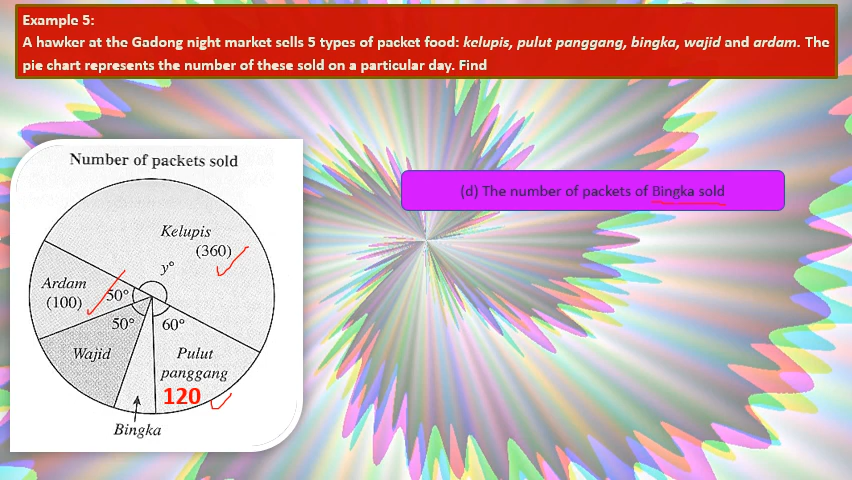 Example 5:
A hawker at the Gadong night market sells 5 types of packet food: kelupis, pulut panggang, bingka, wajid and ardam. The
pie chart represents the number of these sold on a particular day. Find
Number of packets sold
(d) The number of packets of Bingka sold
Kelupis
(360)
y°
Ardam
(100)
50°
50°
60°
Wajid
Pulut
panggang
120
Bingka